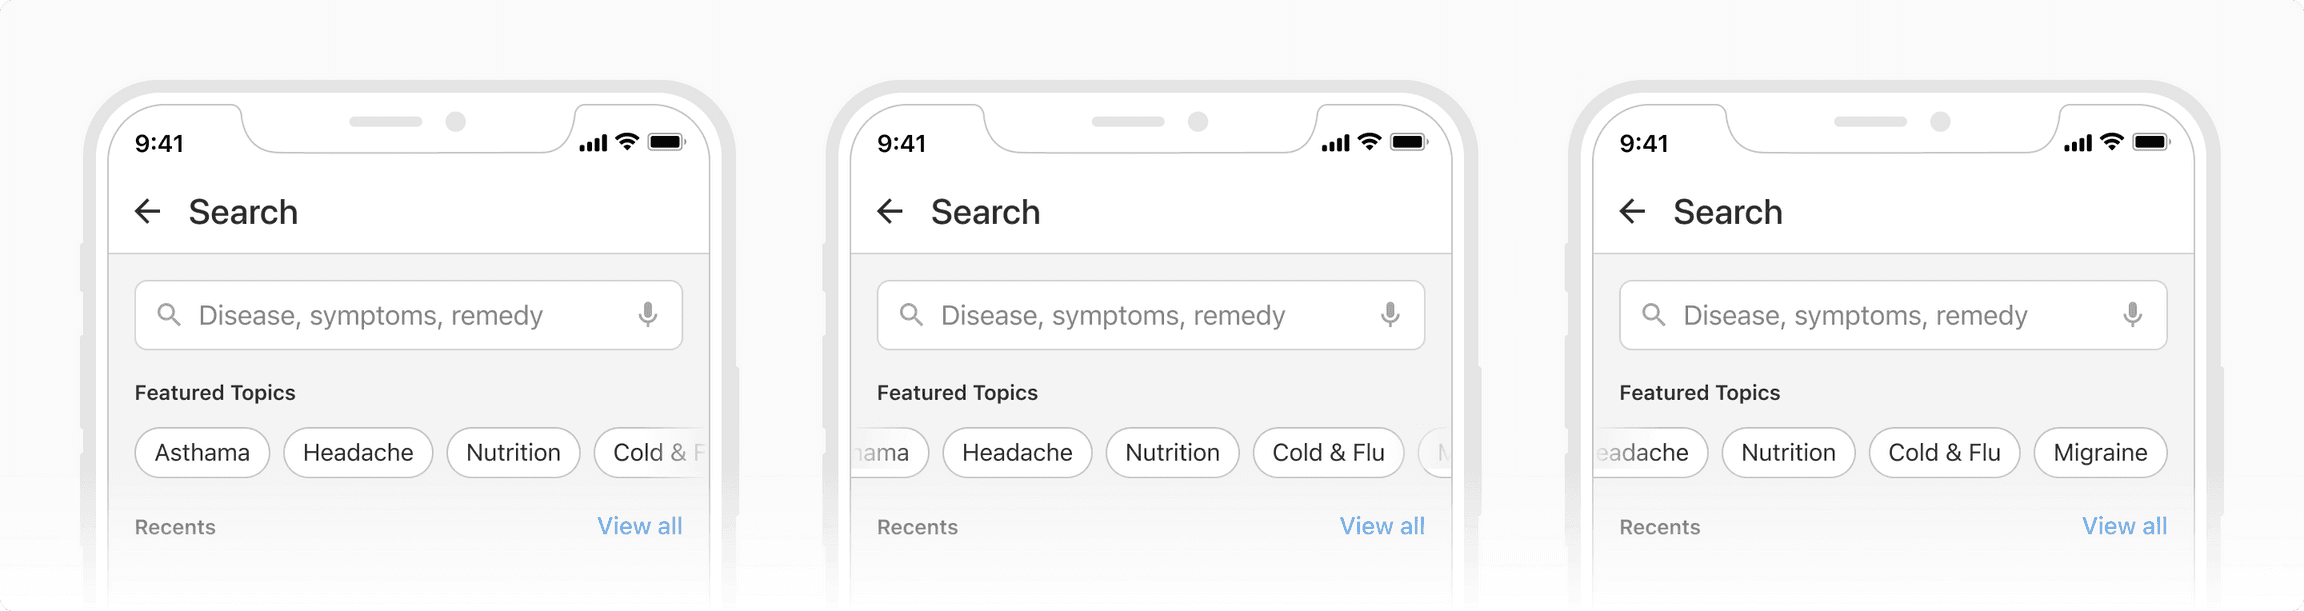 9:41
Search
Disease, symptoms, remedy
Featured Topics
Asthama Headache Nutrition Cold & F
Recents View all
9:41
Search
Disease, symptoms, remedy
Featured Topics
hama Headache Nutrition Cold & Flu M
Recents View all
9:41
Search
Disease, symptoms, remedy
Featured Topics
eadache Nutrition Cold & Flu Migraine
Recents View all